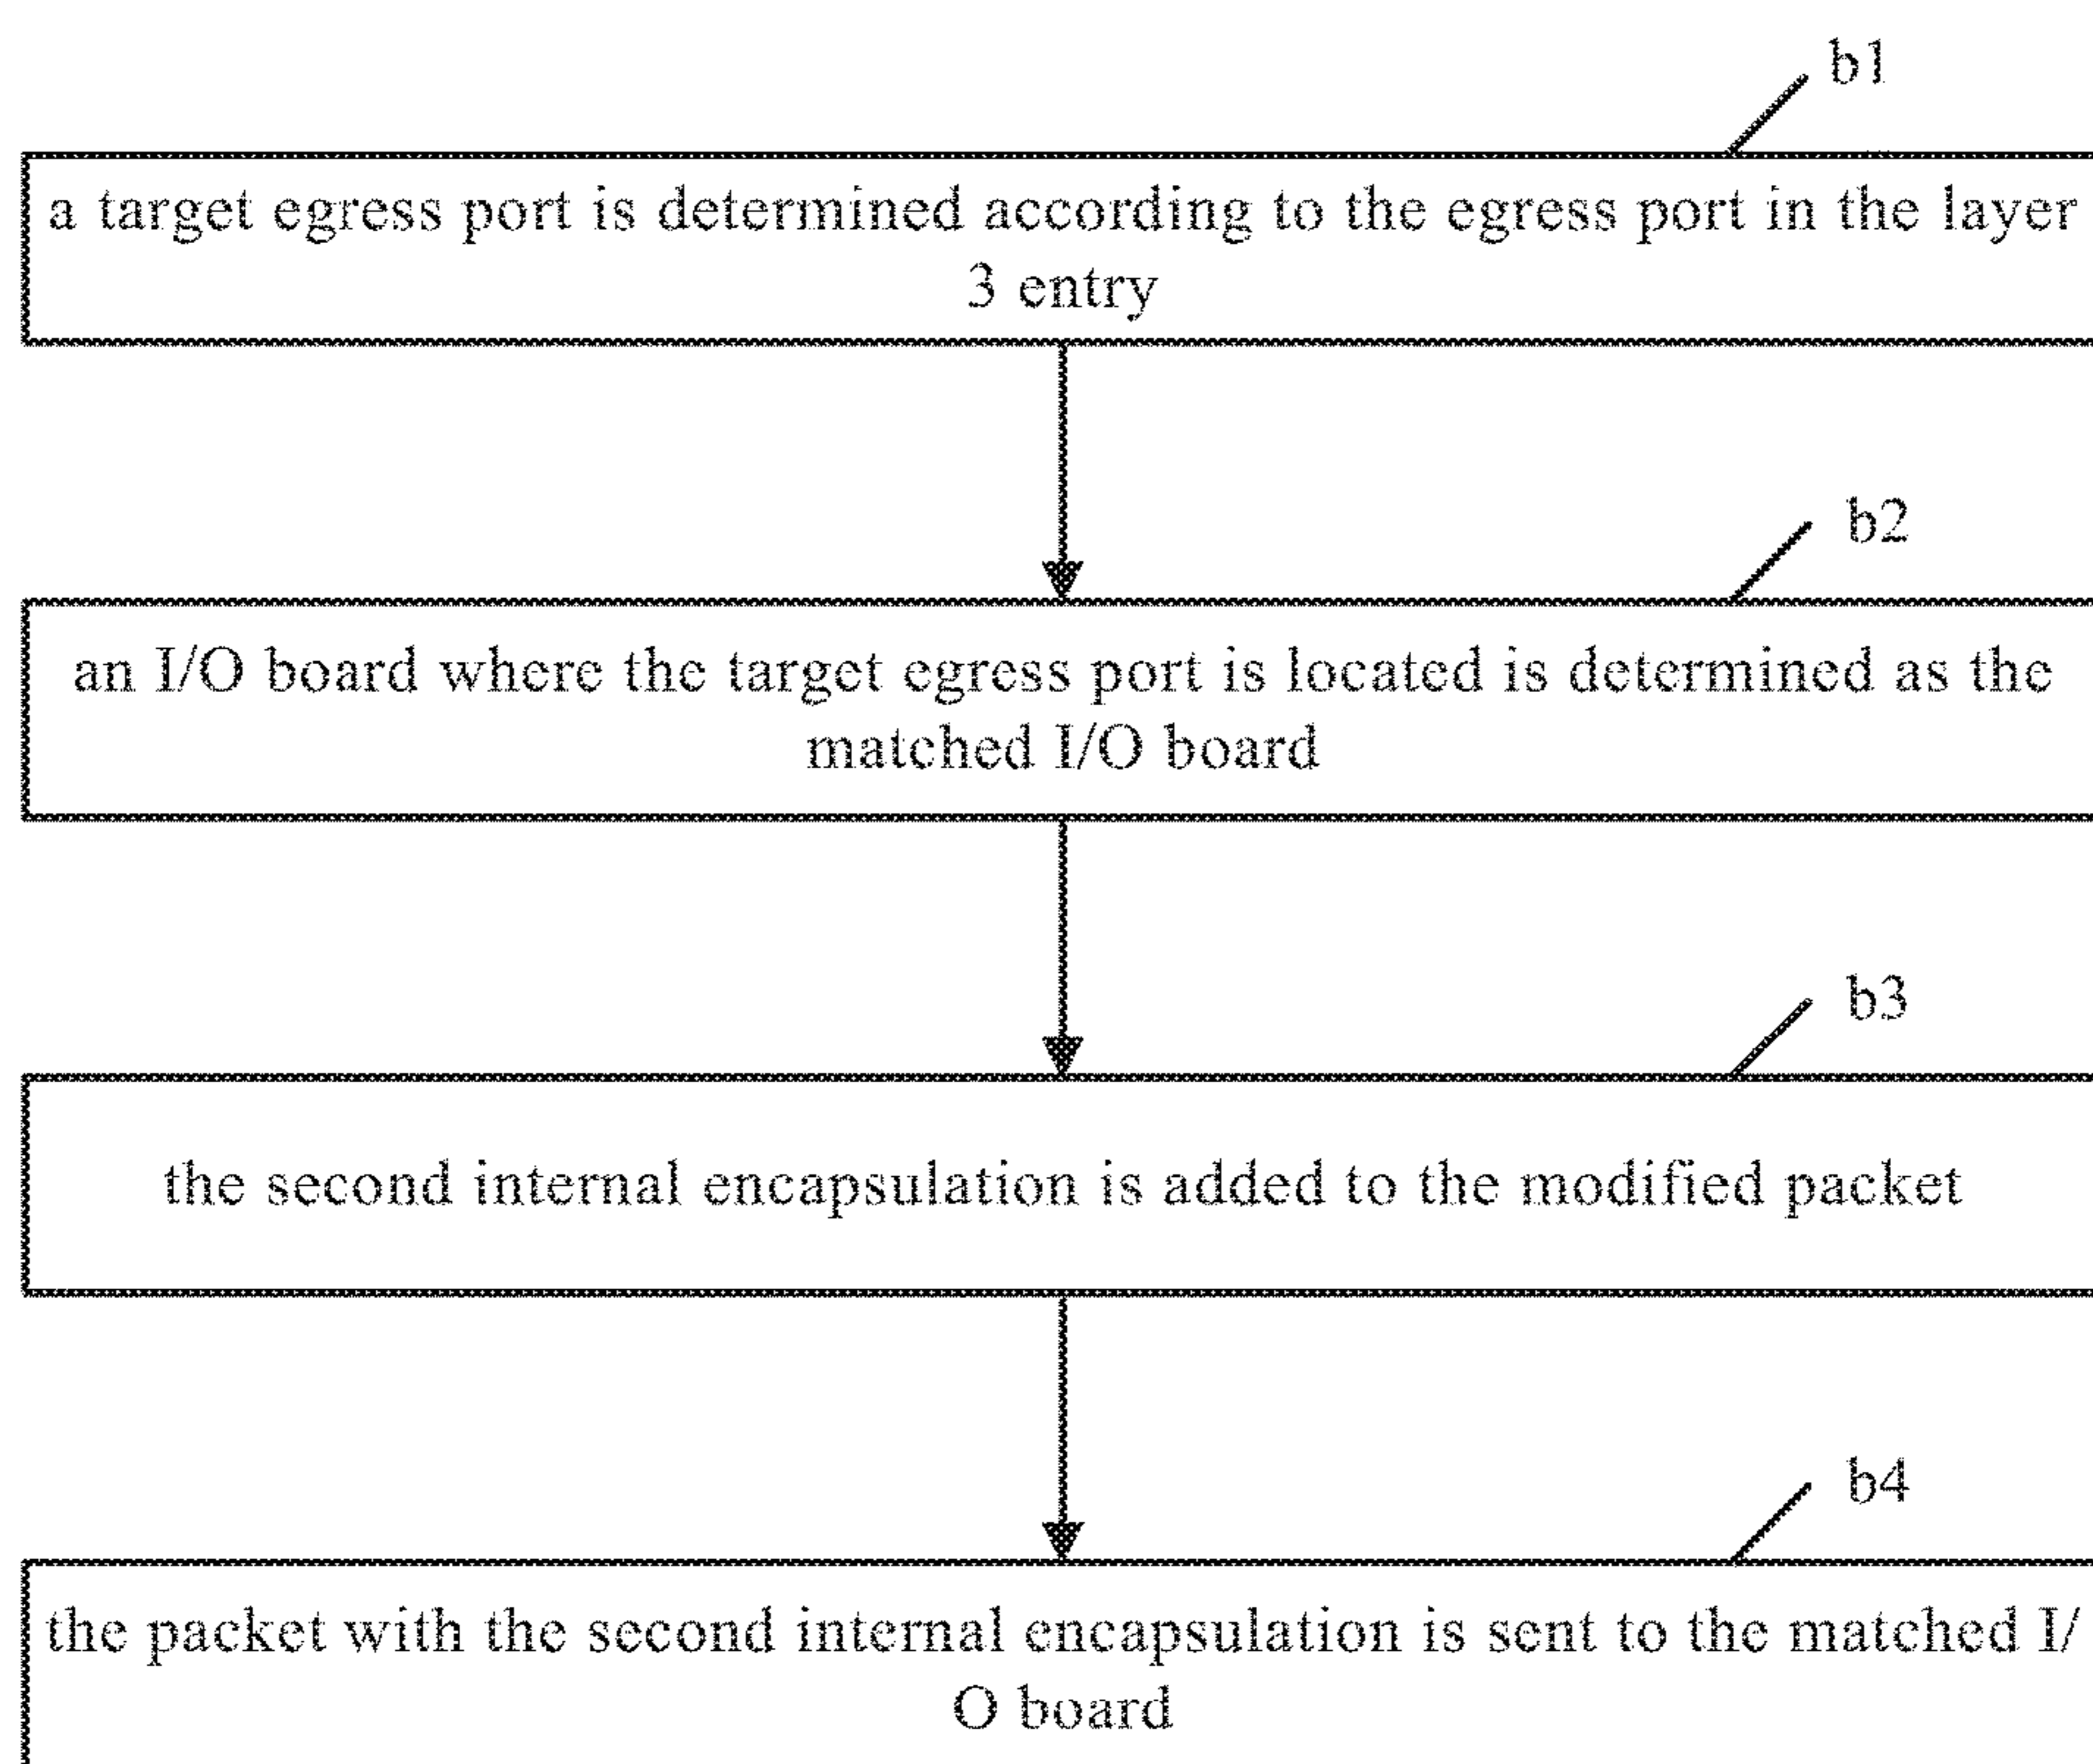 b1
a target egress port is determined according to the egress port in the layer
3 entry
b2
an I/O board where the target egress port is located is determined as the
matched I/O board
b3
the second internal encapsulation is added to the modified packet
b4
the packet with the second internal encapsulation is sent to the matched I/
O board